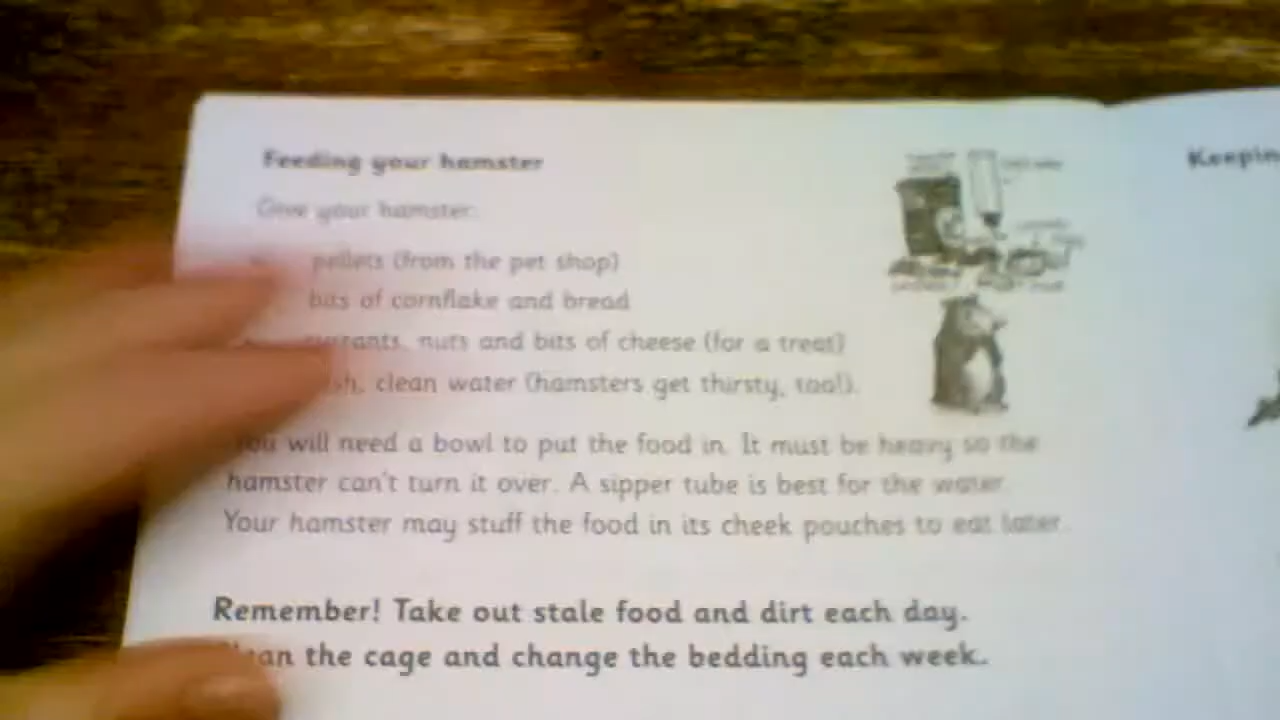 Feeding your hamster
Give your hamster:
pellets (from the pet shop)
bits of cornflake and bread
currants, nuts and bits of cheese (for a treat)
clean water (hamsters get thirsty, too!).
You will need a bowl to put the food in. It must be heavy so the
hamster can't turn it over. A sipper tube is best for the water.
Your hamster may stuff the food in its cheek pouches to eat later.
Remember! Take out stale food and dirt each day.
Clean the cage and change the bedding each week.